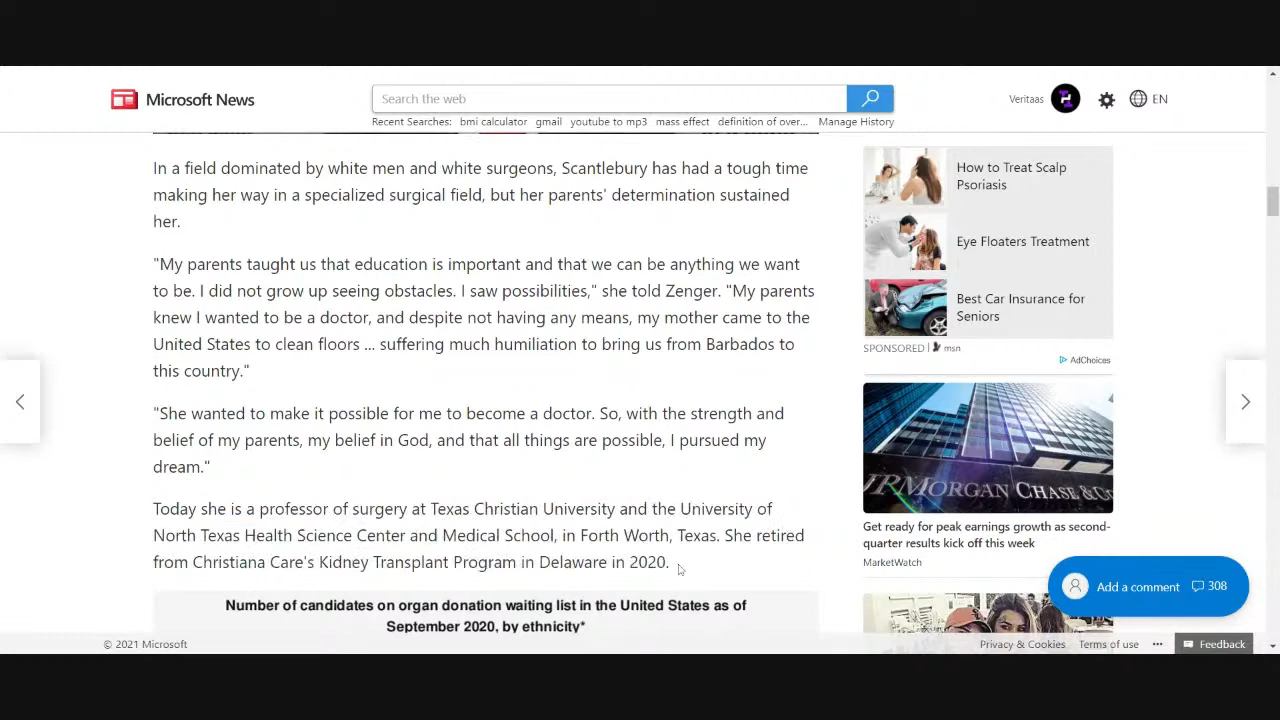 Microsoft News
Search the web
Veritaas
EN
Recent Searches: bmi calculator gmail youtube to mp3 mass effect definition of over... Manage History
In a field dominated by white men and white surgeons, Scantlebury has had a tough time
making her way in a specialized surgical field, but her parents' determination sustained
her.
"My parents taught us that education is important and that we can be anything we want
to be. I did not grow up seeing obstacles. I saw possibilities," she told Zenger. "My parents
knew I wanted to be a doctor, and despite not having any means, my mother came to the
United States to clean floors ... suffering much humiliation to bring us from Barbados to
this country."
"She wanted to make it possible for me to become a doctor. So, with the strength and
belief of my parents, my belief in God, and that all things are possible, I pursued my
dream."
Today she is a professor of surgery at Texas Christian University and the University of
North Texas Health Science Center and Medical School, in Forth Worth, Texas. She retired
from Christiana Care's Kidney Transplant Program in Delaware in 2020.
Number of candidates on organ donation waiting list in the United States as of
September 2020, by ethnicity*
How to Treat Scalp
Psoriasis
Eye Floaters Treatment
Best Car Insurance for
Seniors
SPONSORED | msn
AdChoices
JPMORGAN CHASE & Co
Get ready for peak earnings growth as second-
quarter results kick off this week
MarketWatch
Add a comment 308
© 2021 Microsoft
Privacy & Cookies Terms of use ... Feedback